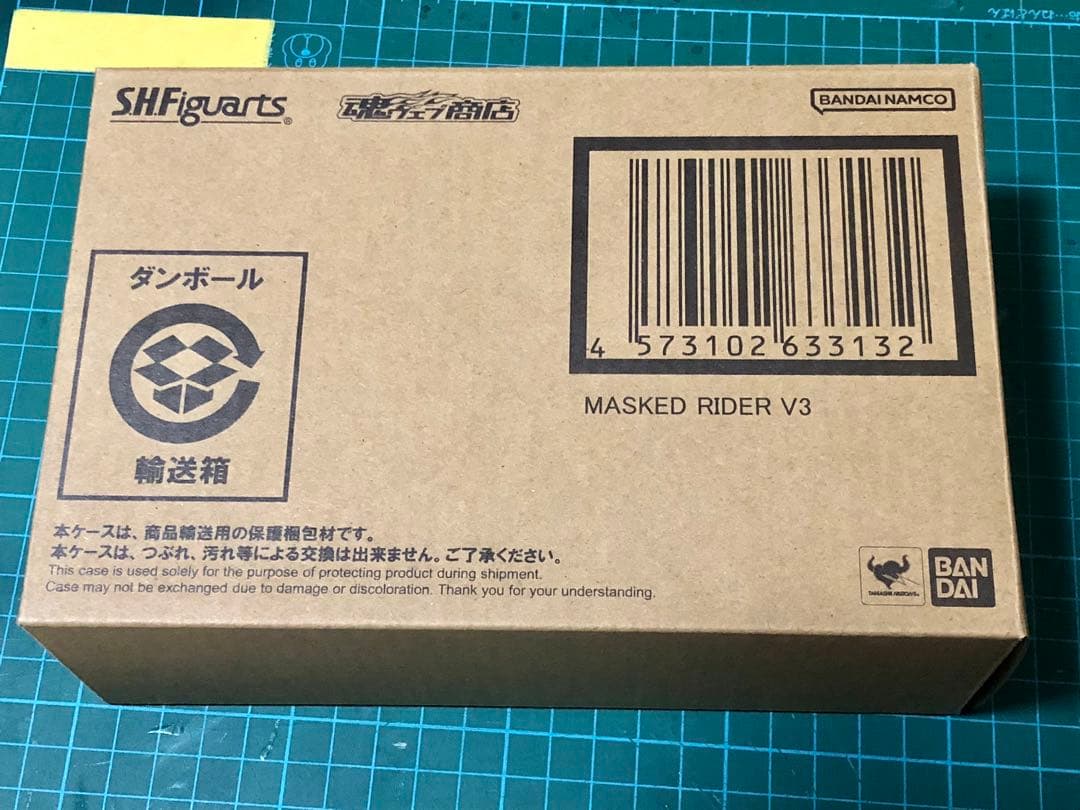 S.H.Figuarts®
魂ウェブ商店
BANDAI NAMCO
4 573102 633132
MASKED RIDER V3
ダンボール
輸送箱
本ケースは、商品輸送用の保護梱包材です。
本ケースは、つぶれ、汚れ等による交換は出来ません。ご了承ください。
This case is used solely for the purpose of protecting product during shipment.
Case may not be exchanged due to damage or discoloration. Thank you for your understanding.
TAMASHII NATIONS
BAN
DAI